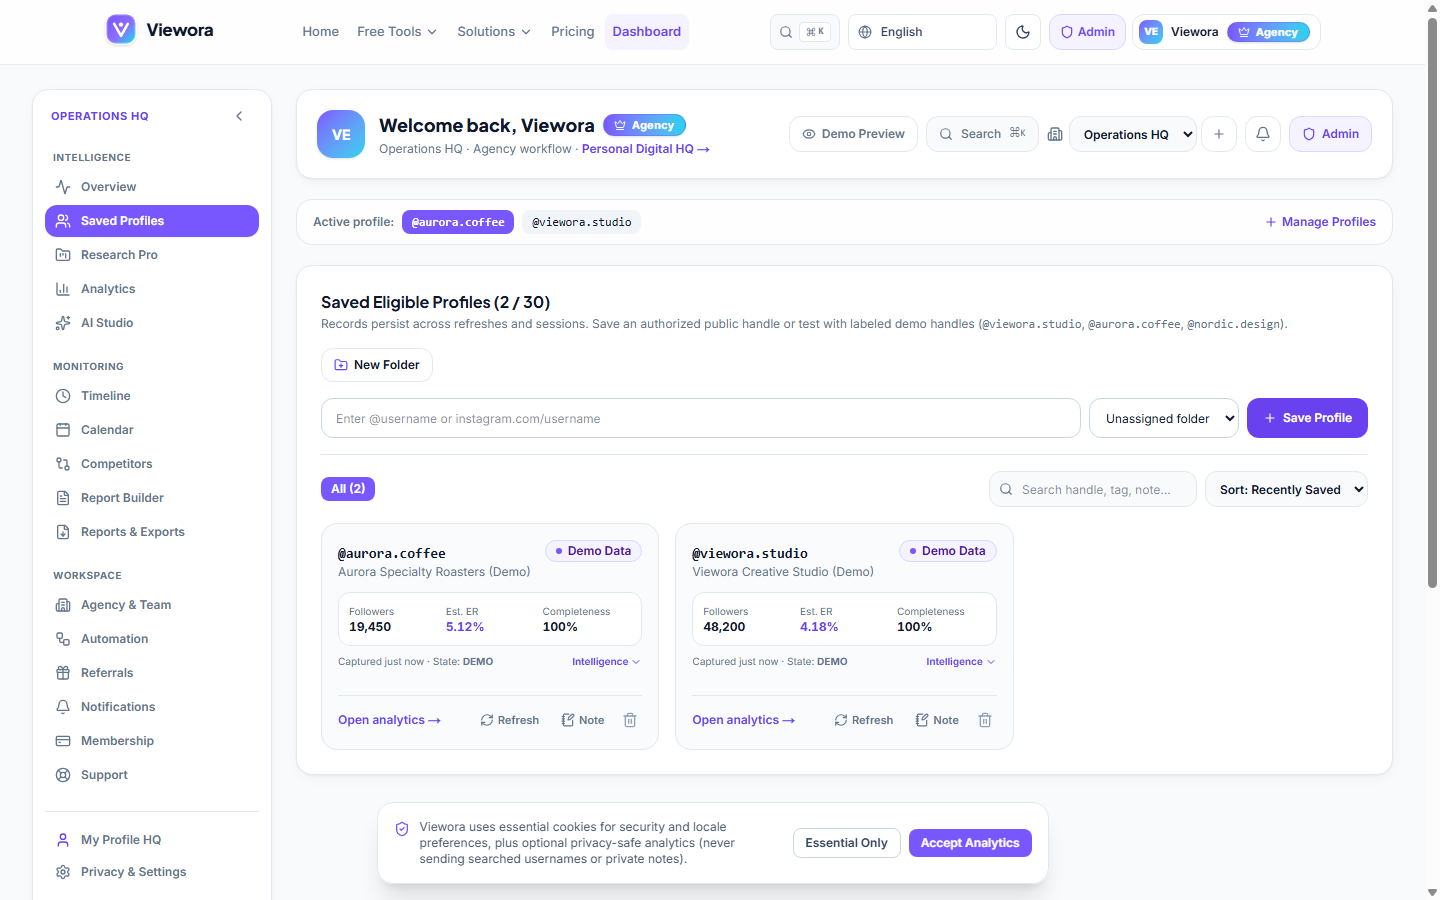 Viewora
Home
Free Tools
Solutions
Pricing
Dashboard
⌘ K
English
Admin
VE
Viewora
Agency
OPERATIONS HQ
INTELLIGENCE
Overview
Saved Profiles
Research Pro
Analytics
AI Studio
MONITORING
Timeline
Calendar
Competitors
Report Builder
Reports & Exports
WORKSPACE
Agency & Team
Automation
Referrals
Notifications
Membership
Support
My Profile HQ
Privacy & Settings
VE
Welcome back, Viewora
Agency
Operations HQ · Agency workflow · Personal Digital HQ →
Demo Preview
Search ⌘K
Operations HQ
Admin
Active profile:
@aurora.coffee
@viewora.studio
Manage Profiles
Saved Eligible Profiles (2 / 30)
Records persist across refreshes and sessions. Save an authorized public handle or test with labeled demo handles (@viewora.studio, @aurora.coffee, @nordic.design).
New Folder
Enter @username or instagram.com/username
Unassigned folder
Save Profile
All (2)
Search handle, tag, note...
Sort: Recently Saved
@aurora.coffee
Demo Data
Aurora Specialty Roasters (Demo)
Followers Est. ER Completeness
19,450 5.12% 100%
Captured just now · State: DEMO
Intelligence
Open analytics →
Refresh
Note
@viewora.studio
Demo Data
Viewora Creative Studio (Demo)
Followers Est. ER Completeness
48,200 4.18% 100%
Captured just now · State: DEMO
Intelligence
Open analytics →
Refresh
Note
Viewora uses essential cookies for security and locale
preferences, plus optional privacy-safe analytics (never
sending searched usernames or private notes).
Essential Only
Accept Analytics